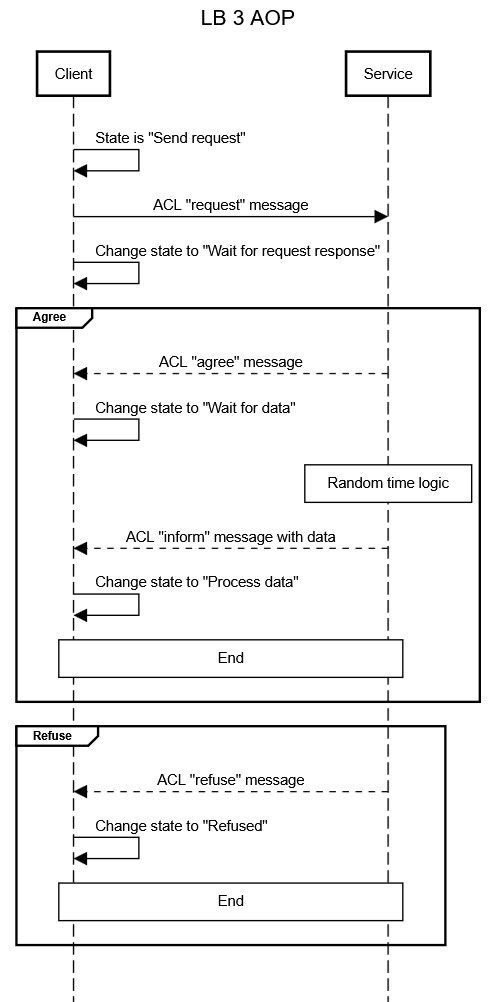 LB 3 AOP
Client
Service
State is "Send request"
ACL "request" message
Change state to "Wait for request response"
Agree
ACL "agree" message
Change state to "Wait for data"
Random time logic
ACL "inform" message with data
Change state to "Process data"
End
Refuse
ACL "refuse" message
Change state to "Refused"
End